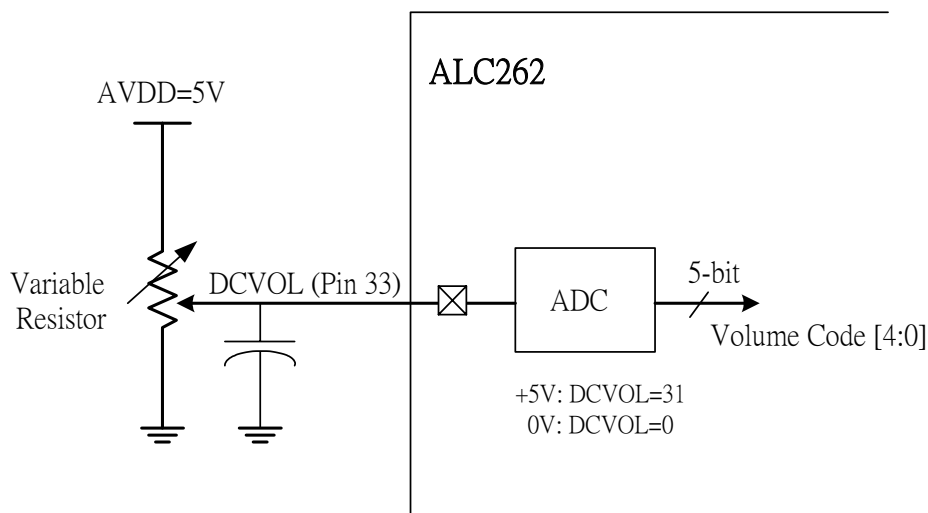 ALC262
AVDD=5V
Variable
Resistor
DCVOL (Pin 33)
ADC
5-bit
Volume Code [4:0]
+5V: DCVOL=31
0V: DCVOL=0